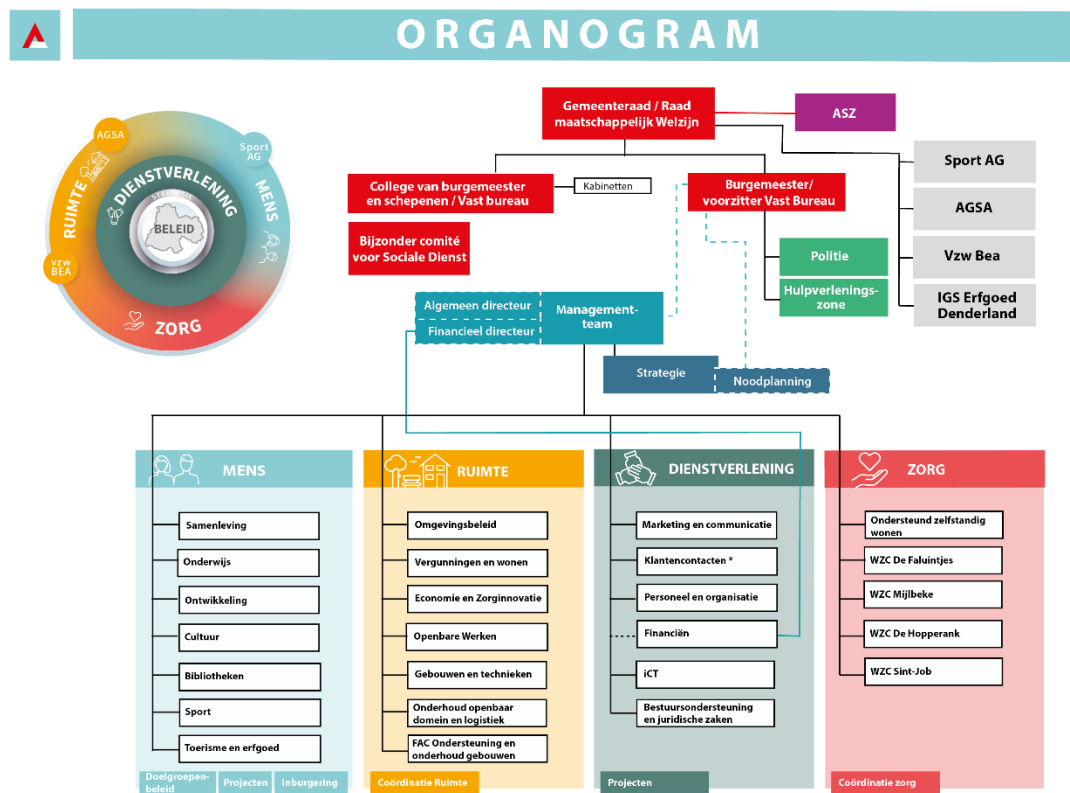 ORGANOGRAM
Gemeenteraad / Raad
maatschappelijk Welzijn
ASZ
AGSA
Sport
AG
RUIMTE
DIENSTVERLENING
MENS
BELEID
VZW
BEA
ZORG
College van burgemeester
en schepenen / Vast bureau
Kabinetten
Burgemeester/
voorzitter Vast Bureau
Sport AG
AGSA
Vzw Bea
IGS Erfgoed
Denderland
Bijzonder comité
voor Sociale Dienst
Politie
Hulpverlenings-
zone
Algemeen directeur
Financieel directeur
Management-
team
Strategie
Noodplanning
MENS
Samenleving
Onderwijs
Ontwikkeling
Cultuur
Bibliotheken
Sport
Toerisme en erfgoed
Doelgroepen-
beleid
Projecten
Inburgering
RUIMTE
Omgevingsbeleid
Vergunningen en wonen
Economie en Zorginnovatie
Openbare Werken
Gebouwen en technieken
Onderhoud openbaar
domein en logistiek
FAC Ondersteuning en
onderhoud gebouwen
Coördinatie Ruimte
DIENSTVERLENING
Marketing en communicatie
Klantencontacten *
Personeel en organisatie
Financiën
iCT
Bestuursondersteuning
en juridische zaken
Projecten
ZORG
Ondersteund zelfstandig
wonen
WZC De Faluintjes
WZC Mijlbeke
WZC De Hopperank
WZC Sint-Job
Coördinatie zorg